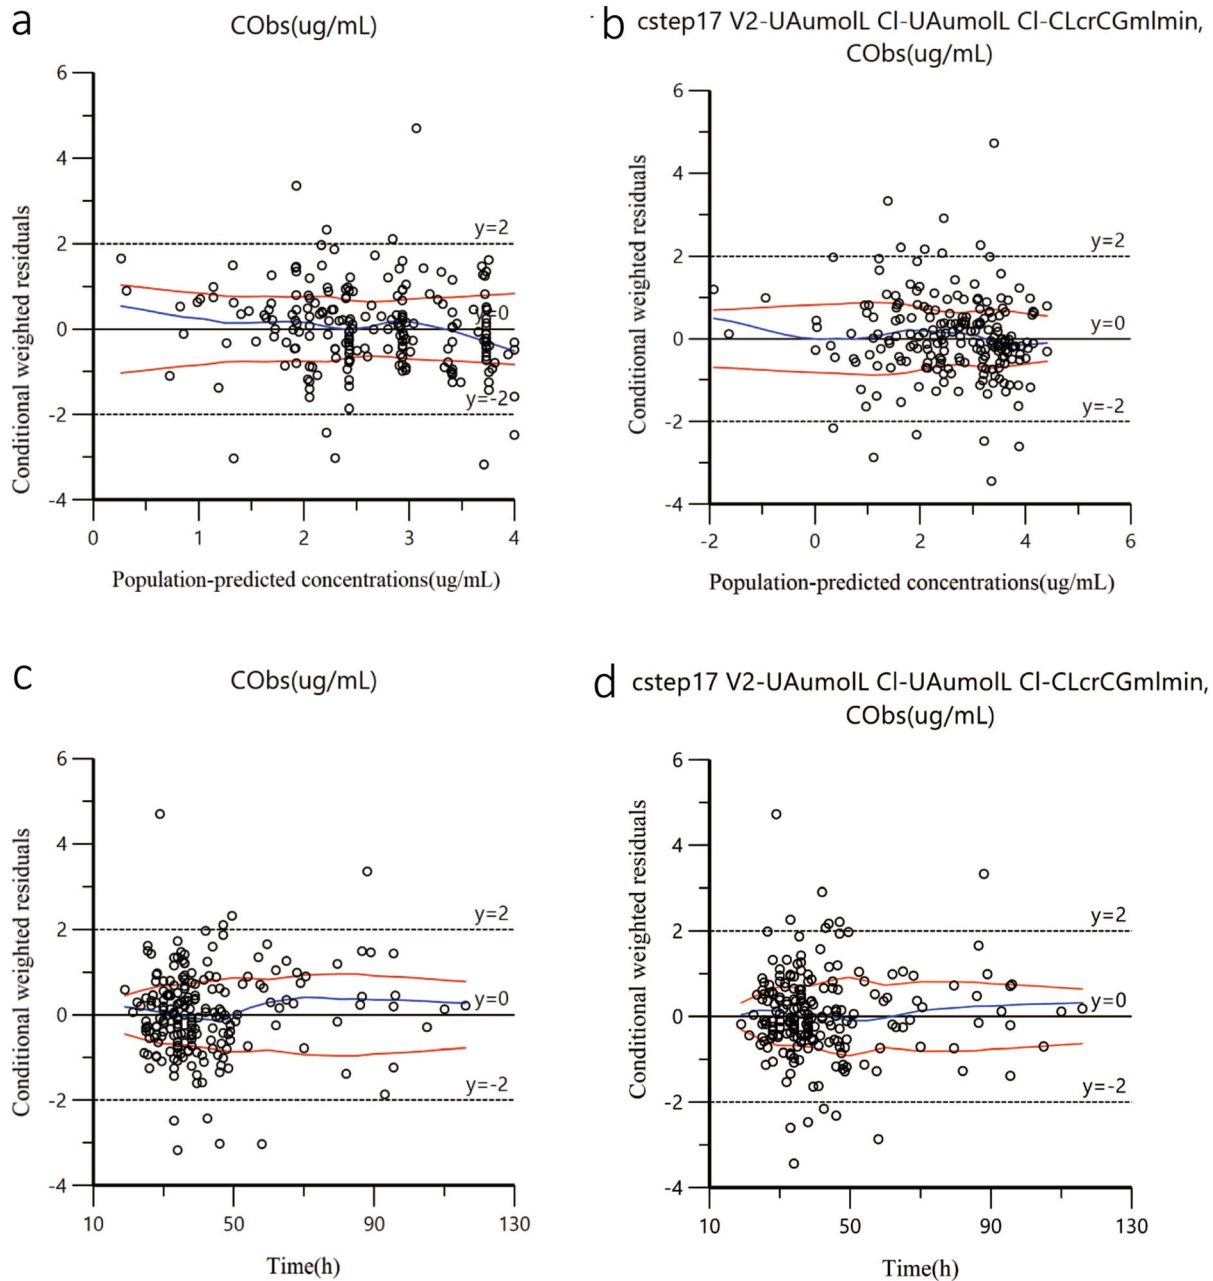 a
CObs(ug/mL)
6
4
2
0
-2
-4
y=2
y=0
y=-2
0
1
2
3
4
Conditional weighted residuals
Population-predicted concentrations(ug/mL)
b
cstep17 V2-UAumolL Cl-UAumolL Cl-CLcrCGmlmin,
CObs(ug/mL)
6
4
2
0
-2
-4
y=2
y=0
y=-2
-2
0
2
4
6
Conditional weighted residuals
Population-predicted concentrations(ug/mL)
c
CObs(ug/mL)
6
4
2
0
-2
-4
y=2
y=0
y=-2
10
50
90
130
Conditional weighted residuals
Time(h)
d
cstep17 V2-UAumolL Cl-UAumolL Cl-CLcrCGmlmin,
CObs(ug/mL)
6
4
2
0
-2
-4
y=2
y=0
y=-2
10
50
90
130
Conditional weighted residuals
Time(h)